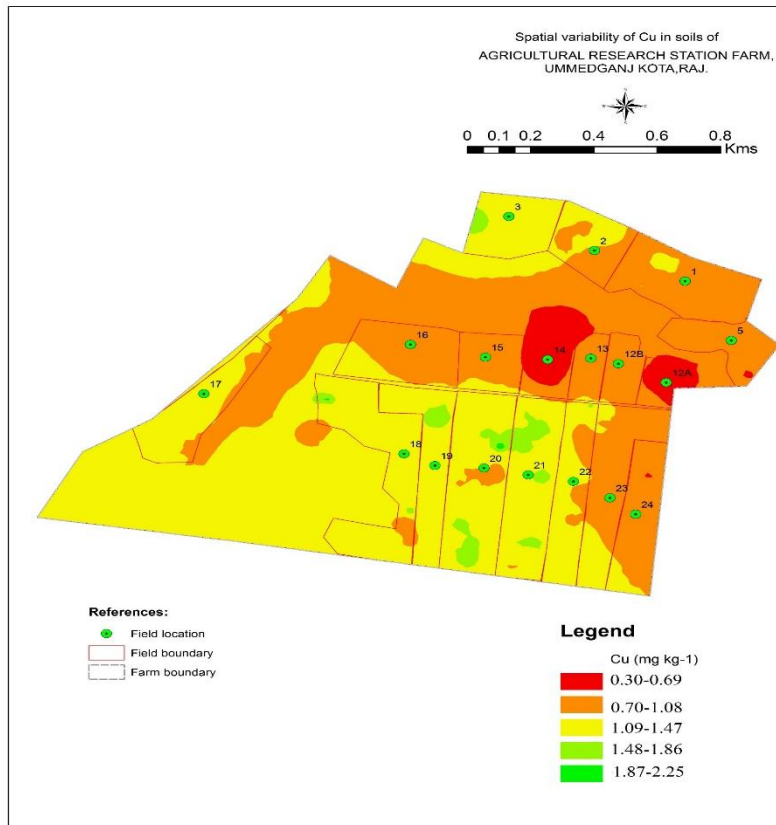 Spatial variability of Cu in soils of
AGRICULTURAL RESEARCH STATION FARM,
UMMEDGANJ KOTA,RAJ.
0 0.1 0.2 0.4 0.6 0.8
Kms
3
2
1
5
16
15
14
13
12B
12A
17
18
19
20
21
22
23
24
References:
Field location
Field boundary
Farm boundary
Legend
Cu (mg kg-1)
0.30-0.69
0.70-1.08
1.09-1.47
1.48-1.86
1.87-2.25